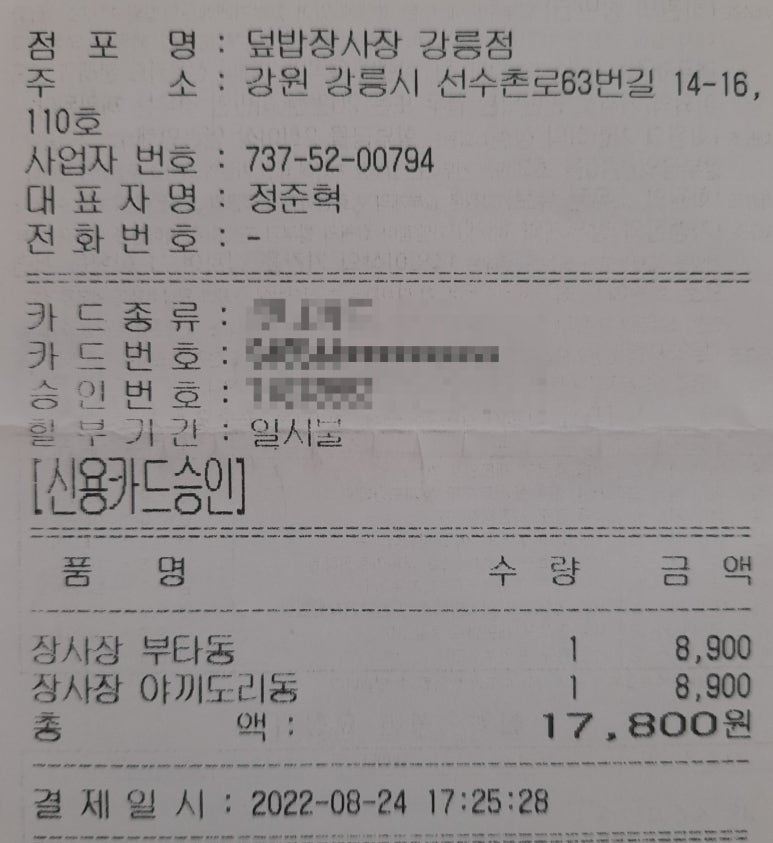 점 포 명 : 덮밥장사장 강릉점
주 소 : 강원 강릉시 선수촌로63번길 14-16,
110호
사업자 번호 : 737-52-00794
대 표 자 명 : 정준혁
전 화 번 호 : -
카 드 종 류 :
카 드 번 호 :
승 인 번 호 :
할 부 기 간 : 일시불
[신용카드승인]
품 명 수 량 금 액
장사장 부타동 1 8,900
장사장 야끼도리동 1 8,900
총 액 : 17,800원
결 제 일 시 : 2022-08-24 17:25:28